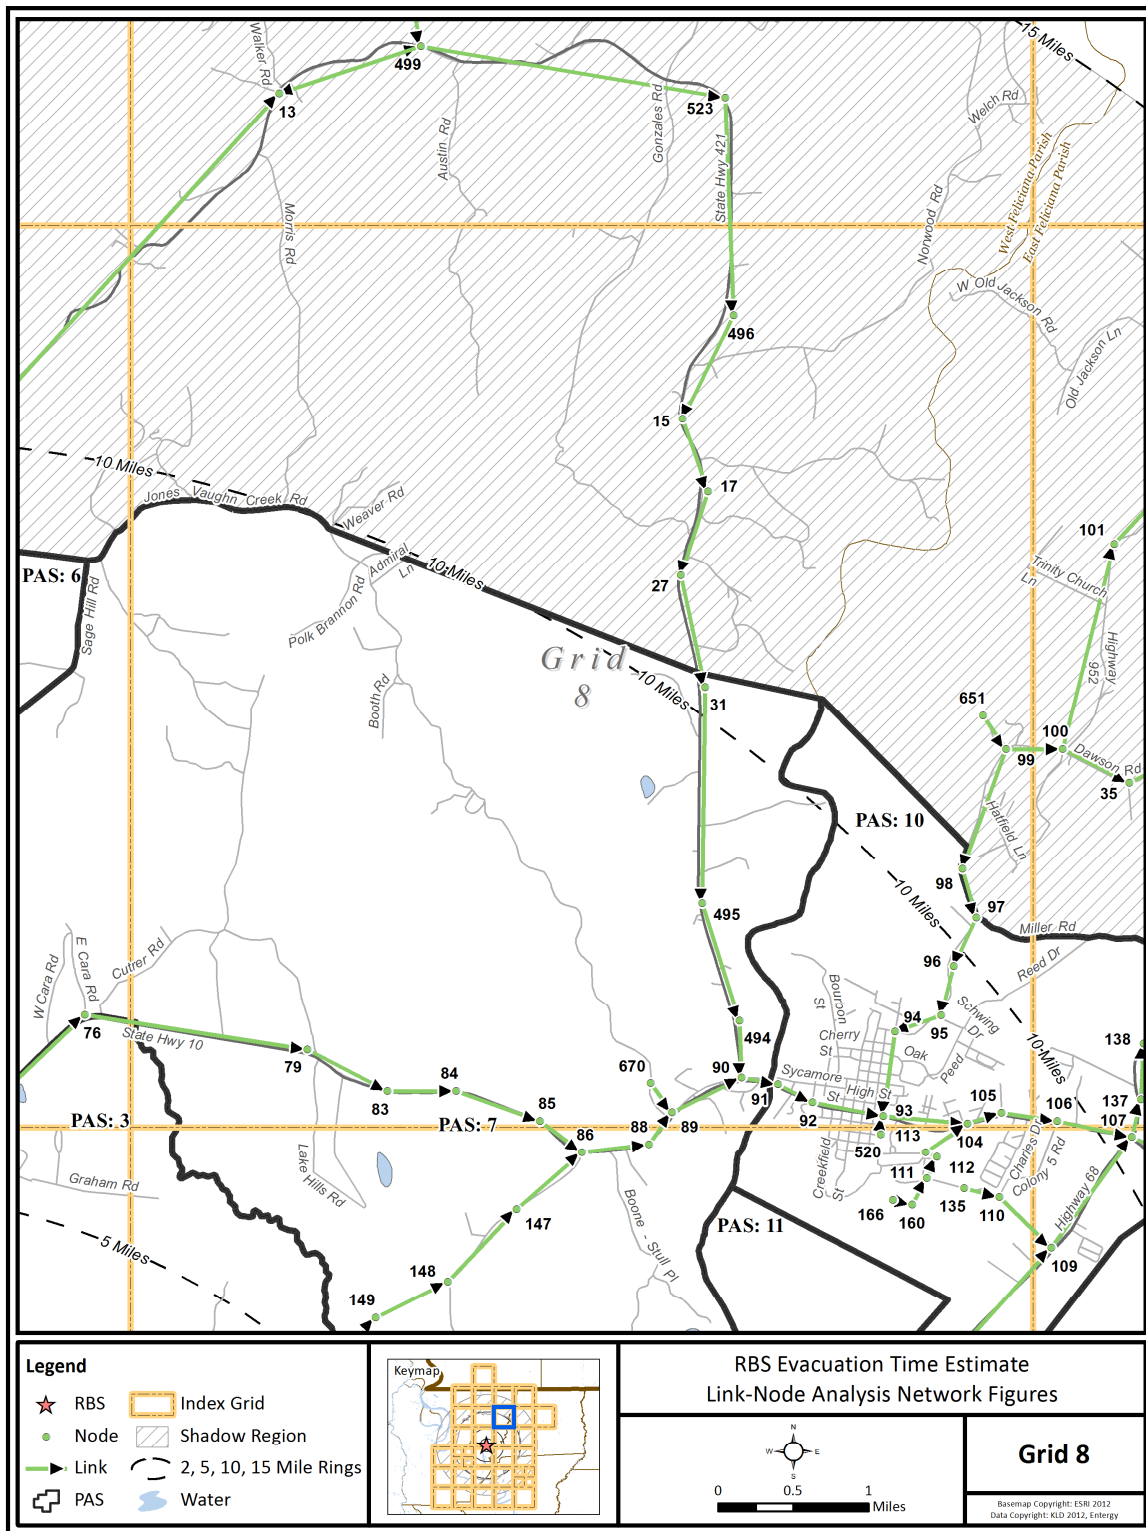 15 Miles
Walker Rd
499
13
523
Austin Rd
Gonzales Rd
State Hwy 421
Welch Rd
West Feliciana Parish
East Feliciana Parish
Norwood Rd
Morris Rd
W Old Jackson Rd
Old Jackson Ln
496
15
17
10 Miles
Jones Vaughn Creek Rd
Weaver Rd
Admiral Ln
10 Miles
101
Trinity Church Ln
PAS: 6
Sage Hill Rd
Polk Brannon Rd
27
Highway 952
Grid
8
10 Miles
31
Booth Rd
651
99
100
Dawson Rd
35
PAS: 10
Hatfield Ln
98
10 Miles
97
495
Miller Rd
W Cara Rd
E Cara Rd
Cutrer Rd
96
Reed Dr
Bourbon St
Schwing Dr
94
95
76
State Hwy 10
79
494
Cherry St
Oak
Peed
10 Miles
138
83
84
670
90
Sycamore St
High St
91
92
93
85
105
106
137
107
PAS: 3
PAS: 7
86
88
89
113
104
Charles Dr
Colony 5 Rd
520
Creekfield St
111
112
Lake Hills Rd
Graham Rd
147
Boone - Stull Pl
166
160
135
110
Highway 68
PAS: 11
109
5 Miles
148
149
Legend
RBS
Index Grid
Node
Shadow Region
Link
2, 5, 10, 15 Mile Rings
PAS
Water
Keymap
RBS Evacuation Time Estimate
Link-Node Analysis Network Figures
N
W
E
S
0
0.5
1
Miles
Grid 8
Basemap Copyright: ESRI 2012
Data Copyright: KLD 2012, Entergy